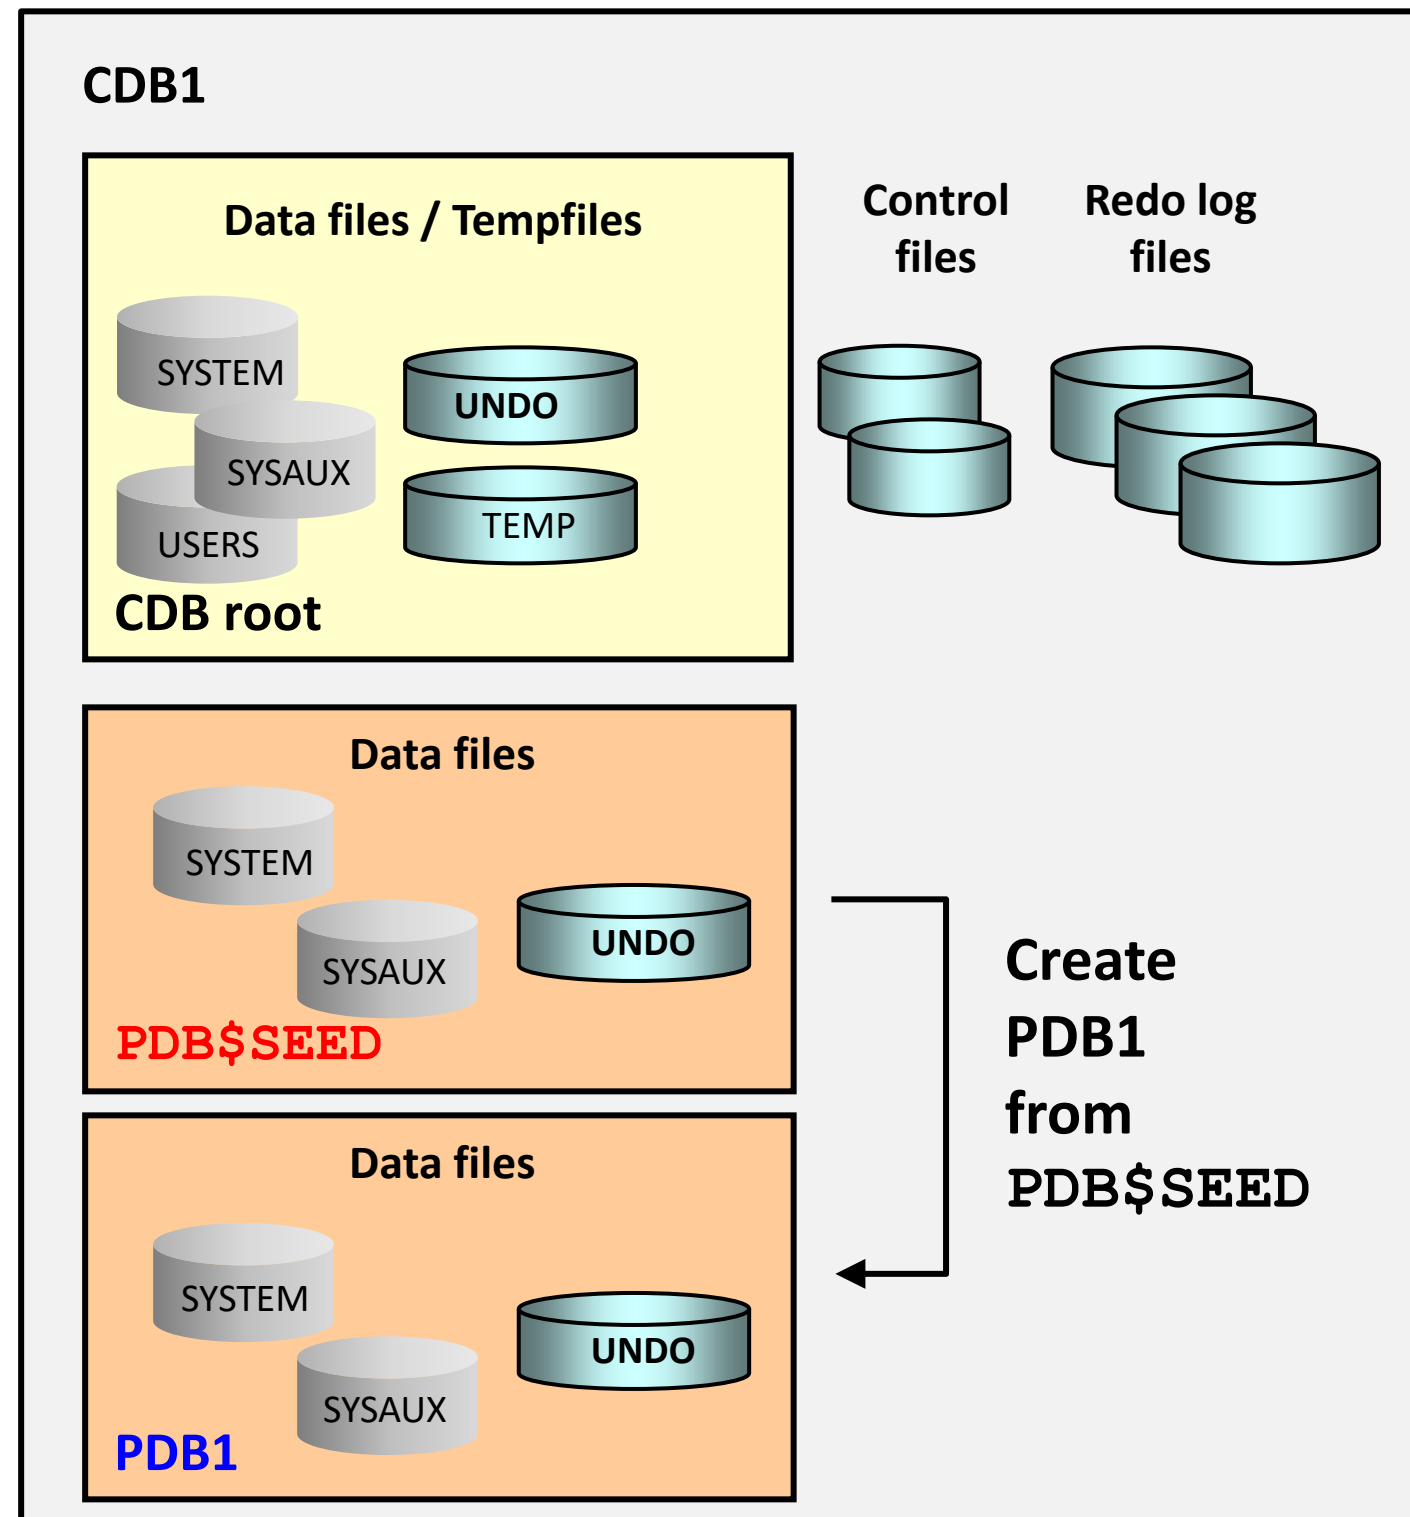 CDB1
Data files / Tempfiles
SYSTEM
SYSAUX
USERS
UNDO
TEMP
CDB root
Control
files
Redo log
files
Data files
SYSTEM
SYSAUX
UNDO
PDB$SEED
Create
PDB1
from
PDB$SEED
Data files
SYSTEM
SYSAUX
UNDO
PDB1